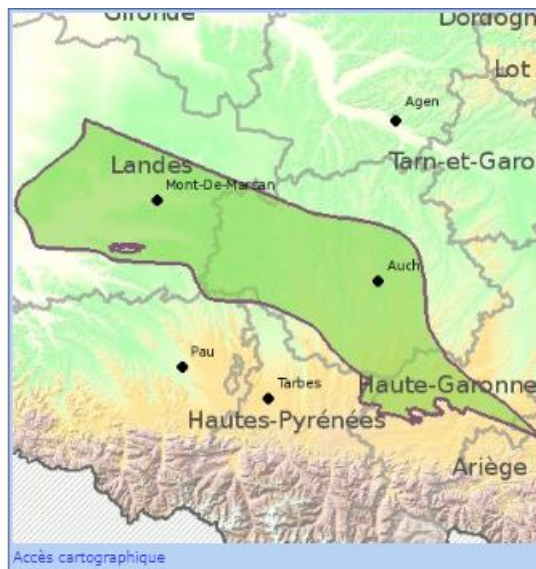 Gironde
Dordogn
Lot
Agen
Tarn-et-Garo
Landes
Mont-De-Marsan
Auch
Pau
Tarbes
Haute-Garonne
Hautes-Pyrénées
Ariège
Accès cartographique